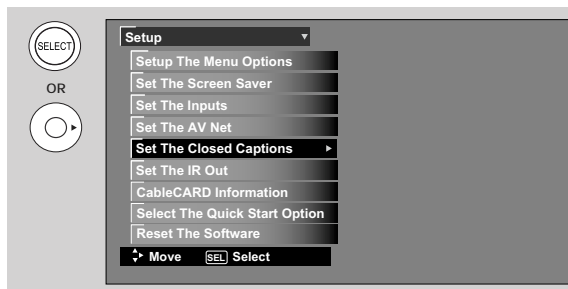 SELECT
OR
Setup
Setup The Menu Options
Set The Screen Saver
Set The Inputs
Set The AV Net
Set The Closed Captions
Set The IR Out
CableCARD Information
Select The Quick Start Option
Reset The Software
Move SEL Select